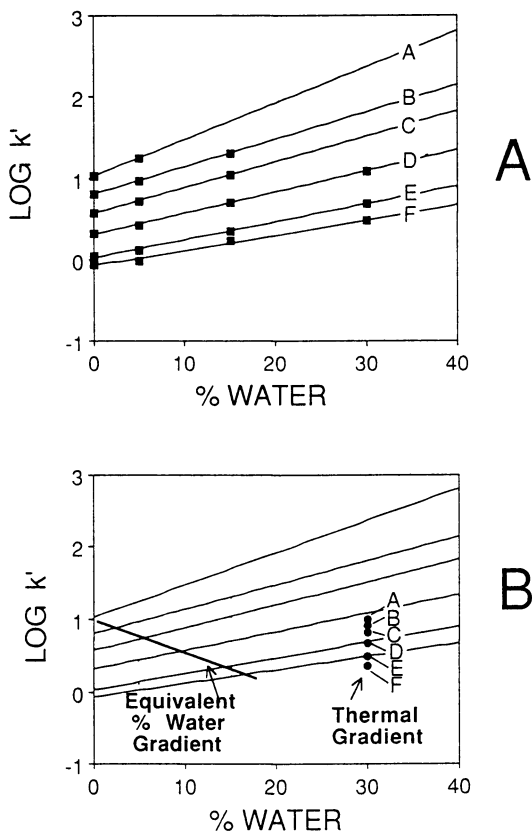 3
A
B
2
C
LOG k'
D
1
E
F
0
-1
0 10 20 30 40
% WATER
A
3
2
LOG k'
A
1
B
C
D
E
0
F
Equivalent
% Water
Gradient
Thermal
Gradient
-1
0 10 20 30 40
% WATER
B